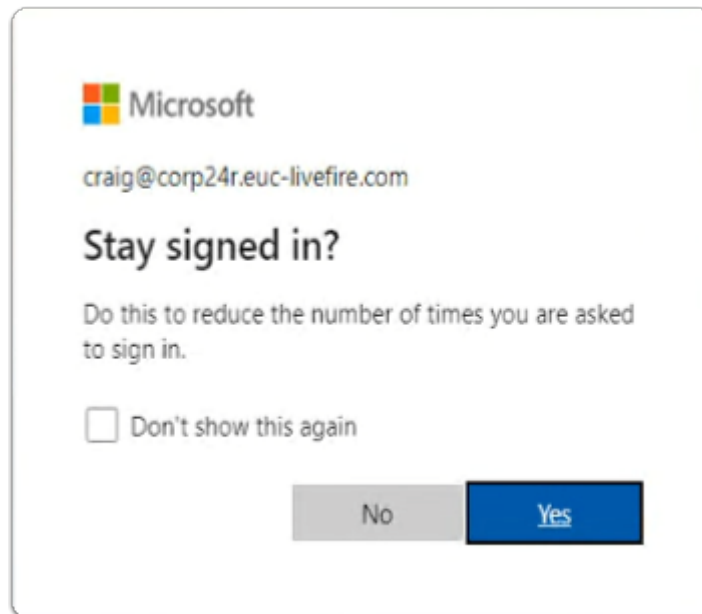 Microsoft
craig@corp24r.euc-livefire.com
Stay signed in?
Do this to reduce the number of times you are asked
to sign in.
Don't show this again
No
Yes